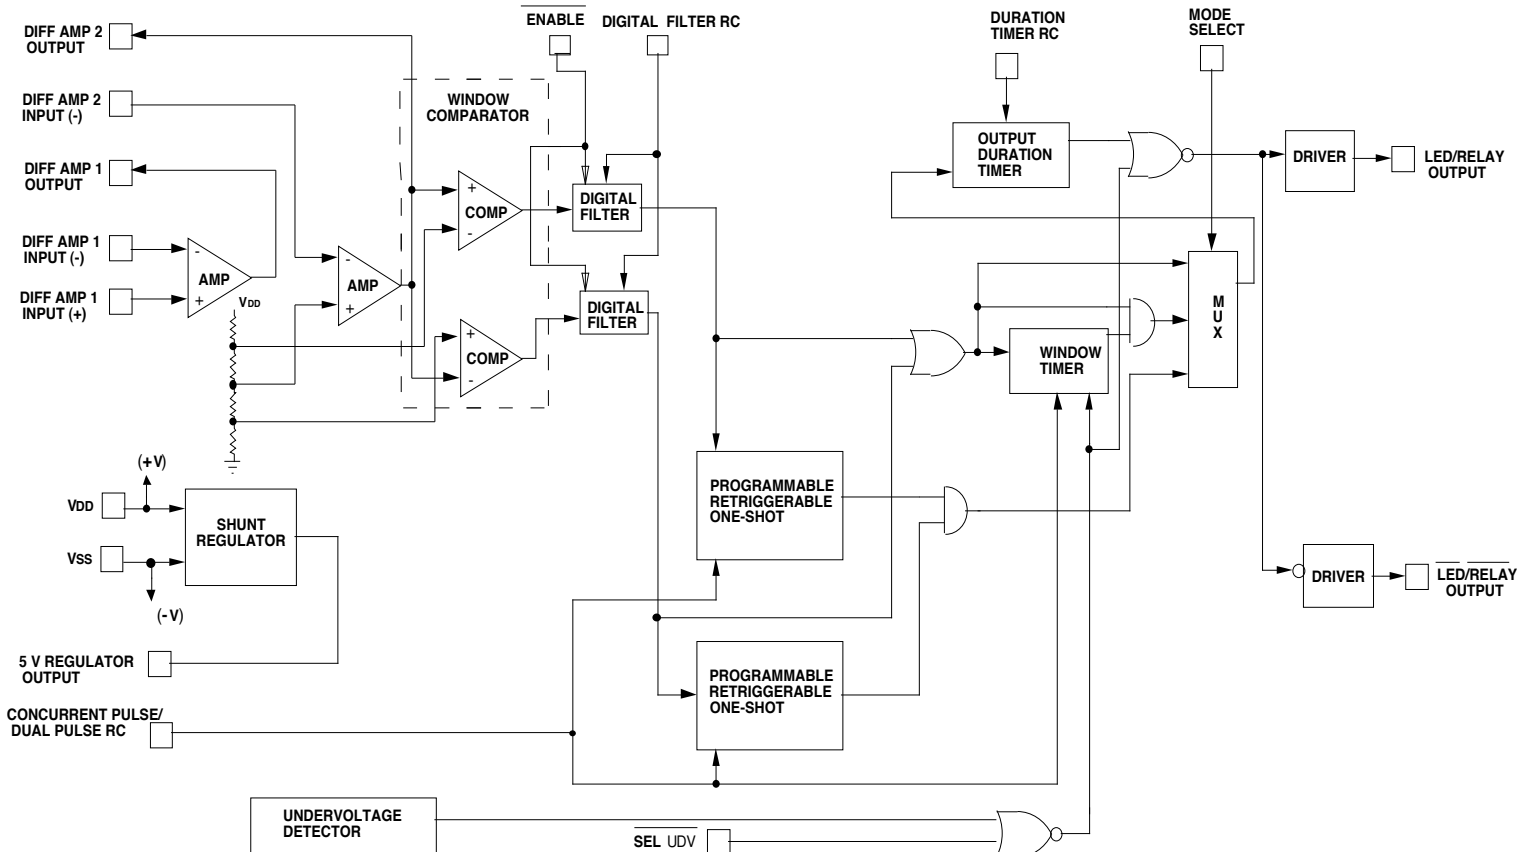 ENABLE
DIGITAL FILTER RC
DURATION
TIMER RC
MODE
SELECT
DIFF AMP 2
OUTPUT
DIFF AMP 2
INPUT (-)
WINDOW
COMPARATOR
OUTPUT
DURATION
TIMER
DRIVER
LED/RELAY
OUTPUT
DIFF AMP 1
OUTPUT
+
COMP
-
DIGITAL
FILTER
DIFF AMP 1
INPUT (-)
-
AMP
+
DIFF AMP 1
INPUT (+)
VDD
-
AMP
+
DIGITAL
FILTER
+
COMP
-
WINDOW
TIMER
M
U
X
(+V)
VDD
SHUNT
REGULATOR
VSS
(-V)
PROGRAMMABLE
RETRIGGERABLE
ONE-SHOT
DRIVER
LED/RELAY
OUTPUT
5 V REGULATOR
OUTPUT
PROGRAMMABLE
RETRIGGERABLE
ONE-SHOT
CONCURRENT PULSE/
DUAL PULSE RC
UNDERVOLTAGE
DETECTOR
SEL UDV